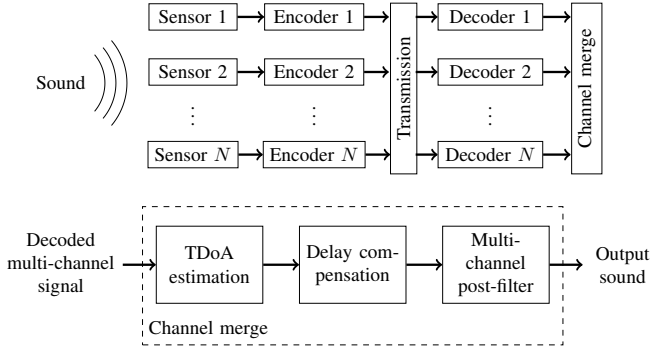 Sensor 1 Encoder 1 Decoder 1
Sound Sensor 2 Encoder 2 Transmission Decoder 2 Channel merge
⋮ ⋮ ⋮
Sensor N Encoder N Decoder N
Decoded
multi-channel
signal
TDoA
estimation
Delay com-
pensation
Multi-
channel
post-filter
Output
sound
Channel merge